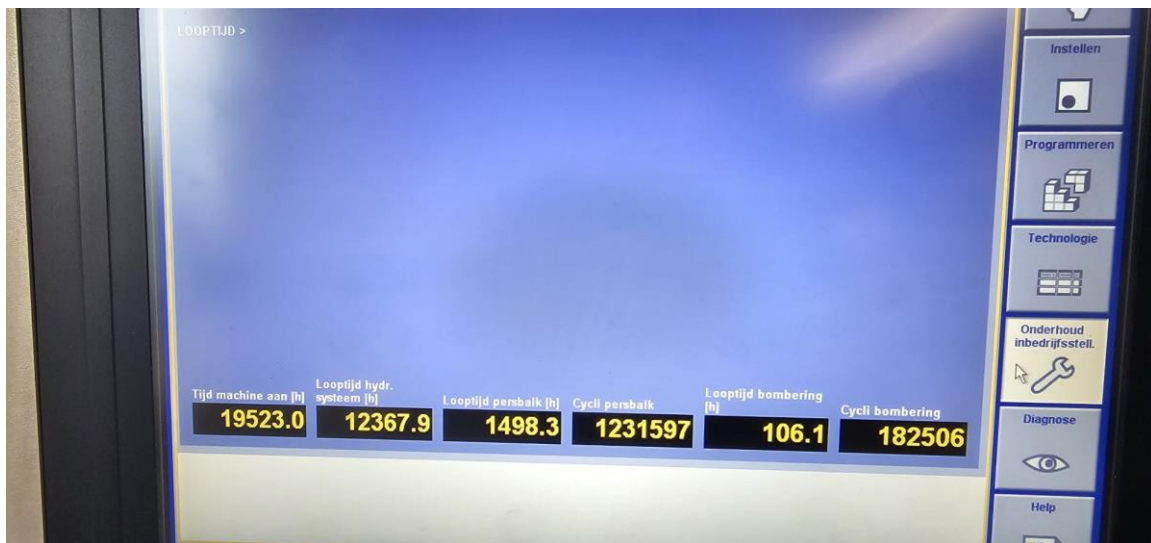 LOOPTIJD >
Instellen
Programmeren
Technologie
Onderhoud
inbedrijfsstell.
Diagnose
Help
Tijd machine aan [h]
19523.0
Looptijd hydr.
systeem [h]
12367.9
Looptijd persbalk [h]
1498.3
Cycli persbalk
1231597
Looptijd bombering
[h]
106.1
Cycli bombering
182506